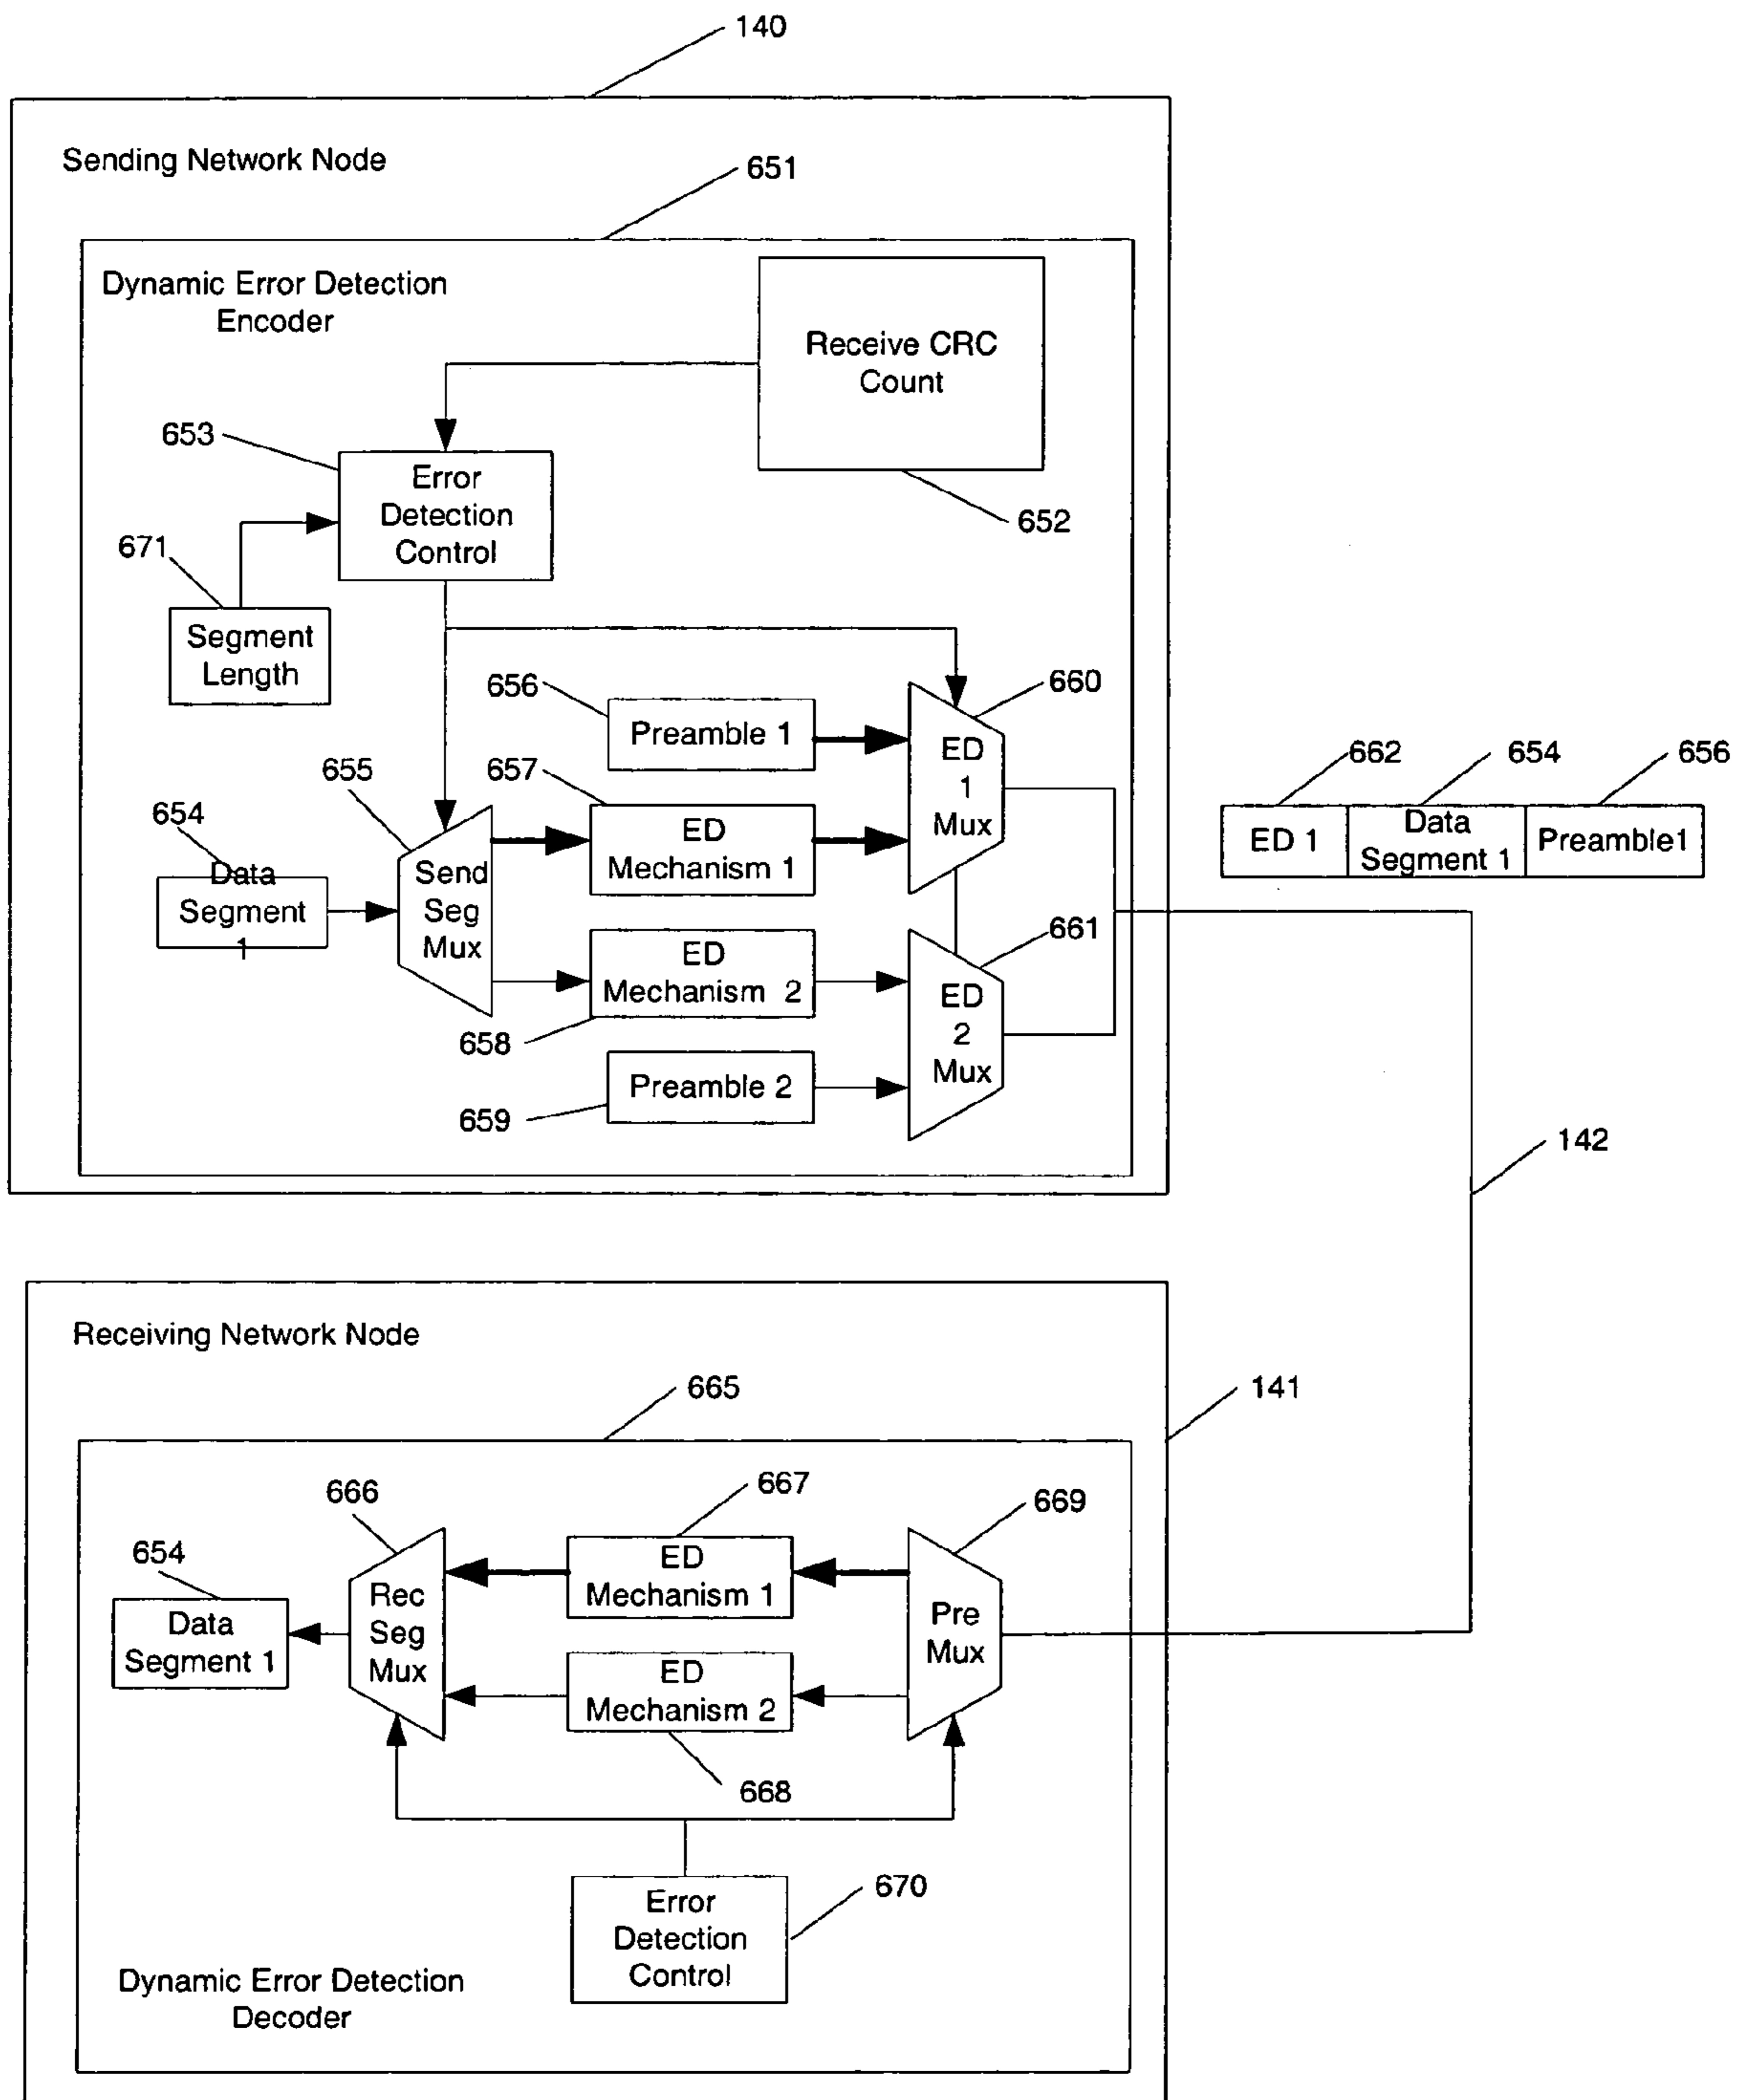 140
Sending Network Node
651
Dynamic Error Detection
Encoder
Receive CRC
Count
652
653
Error
Detection
Control
671
Segment
Length
656
Preamble 1
660
ED
1
Mux
655
657
ED
Mechanism 1
654
Data
Segment
1
Send
Seg
Mux
ED
Mechanism 2
658
661
ED
2
Mux
Preamble 2
659
662
654
656
ED 1
Data
Segment 1
Preamble1
142
Receiving Network Node
141
665
666
667
669
654
Data
Segment 1
Rec
Seg
Mux
ED
Mechanism 1
Pre
Mux
ED
Mechanism 2
668
Error
Detection
Control
670
Dynamic Error Detection
Decoder